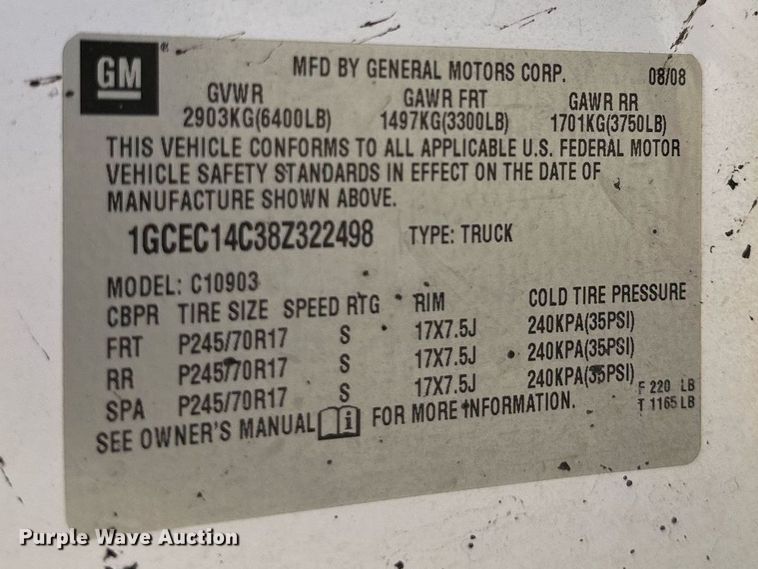 GM
MFD BY GENERAL MOTORS CORP. 08/08
GVWR GAWR FRT GAWR RR
2903KG(6400LB) 1497KG(3300LB) 1701KG(3750LB)
THIS VEHICLE CONFORMS TO ALL APPLICABLE U.S. FEDERAL MOTOR
VEHICLE SAFETY STANDARDS IN EFFECT ON THE DATE OF
MANUFACTURE SHOWN ABOVE.
1GCEC14C38Z322498 TYPE: TRUCK
MODEL: C10903
CBPR TIRE SIZE SPEED RTG RIM COLD TIRE PRESSURE
FRT P245/70R17 S 17X7.5J 240KPA(35PSI)
RR P245/70R17 S 17X7.5J 240KPA(35PSI)
SPA P245/70R17 S 17X7.5J 240KPA(35PSI)
F 220 LB
T 1165 LB
SEE OWNER'S MANUAL i FOR MORE INFORMATION.
Purple Wave Auction